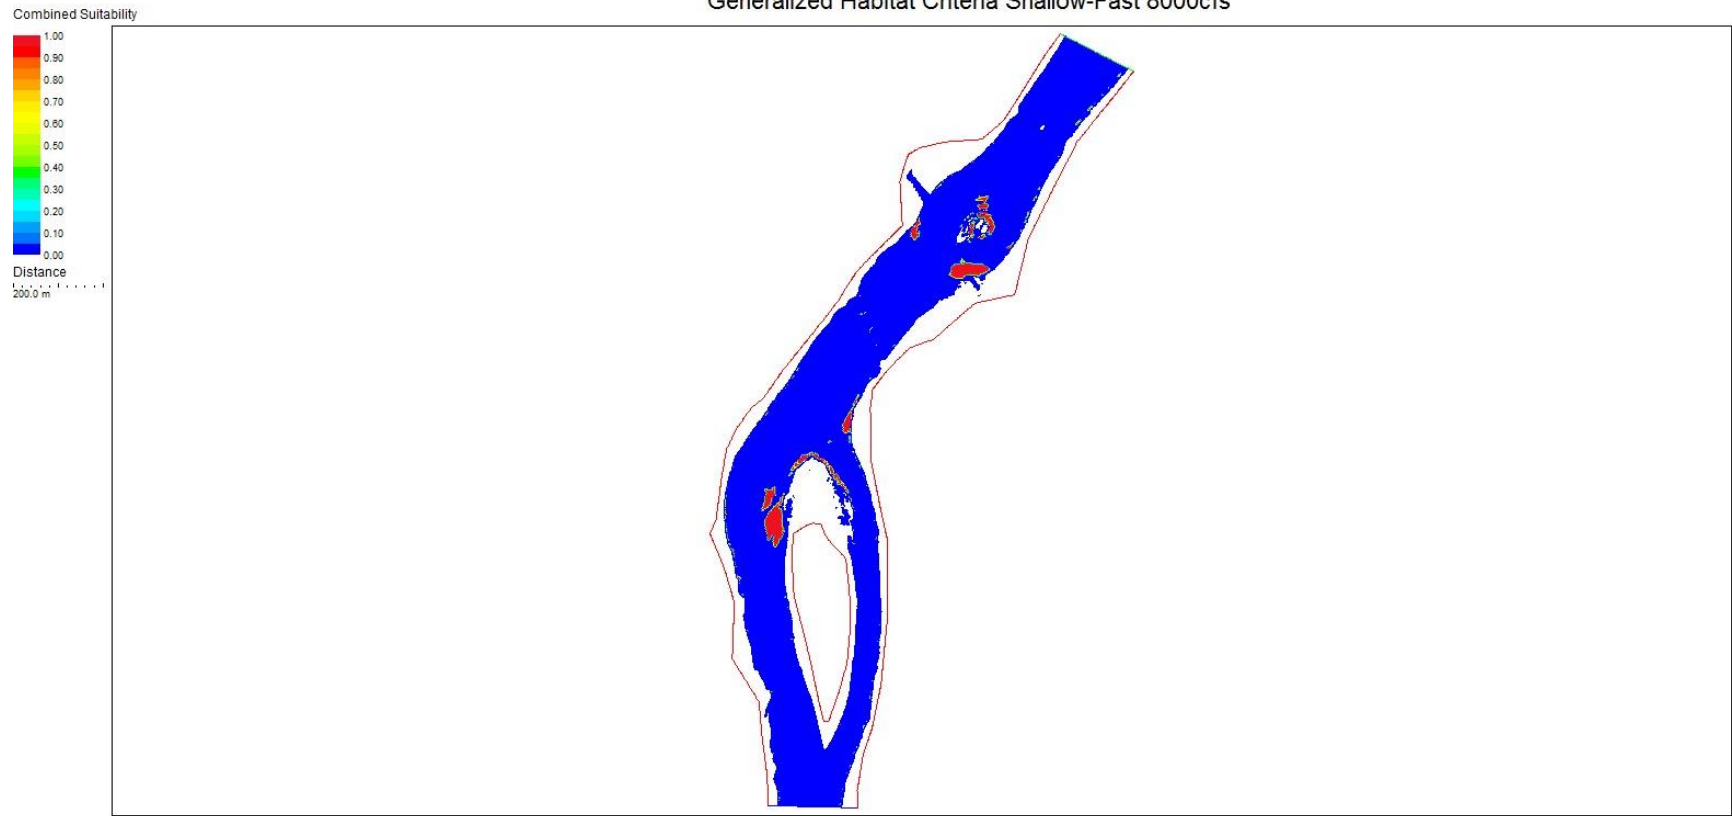 Generalized Habitat Criteria Shallow-Fast 8000cfs
Combined Suitability
1.00
0.90
0.80
0.70
0.60
0.50
0.40
0.30
0.20
0.10
0.00
Distance
200.0 m